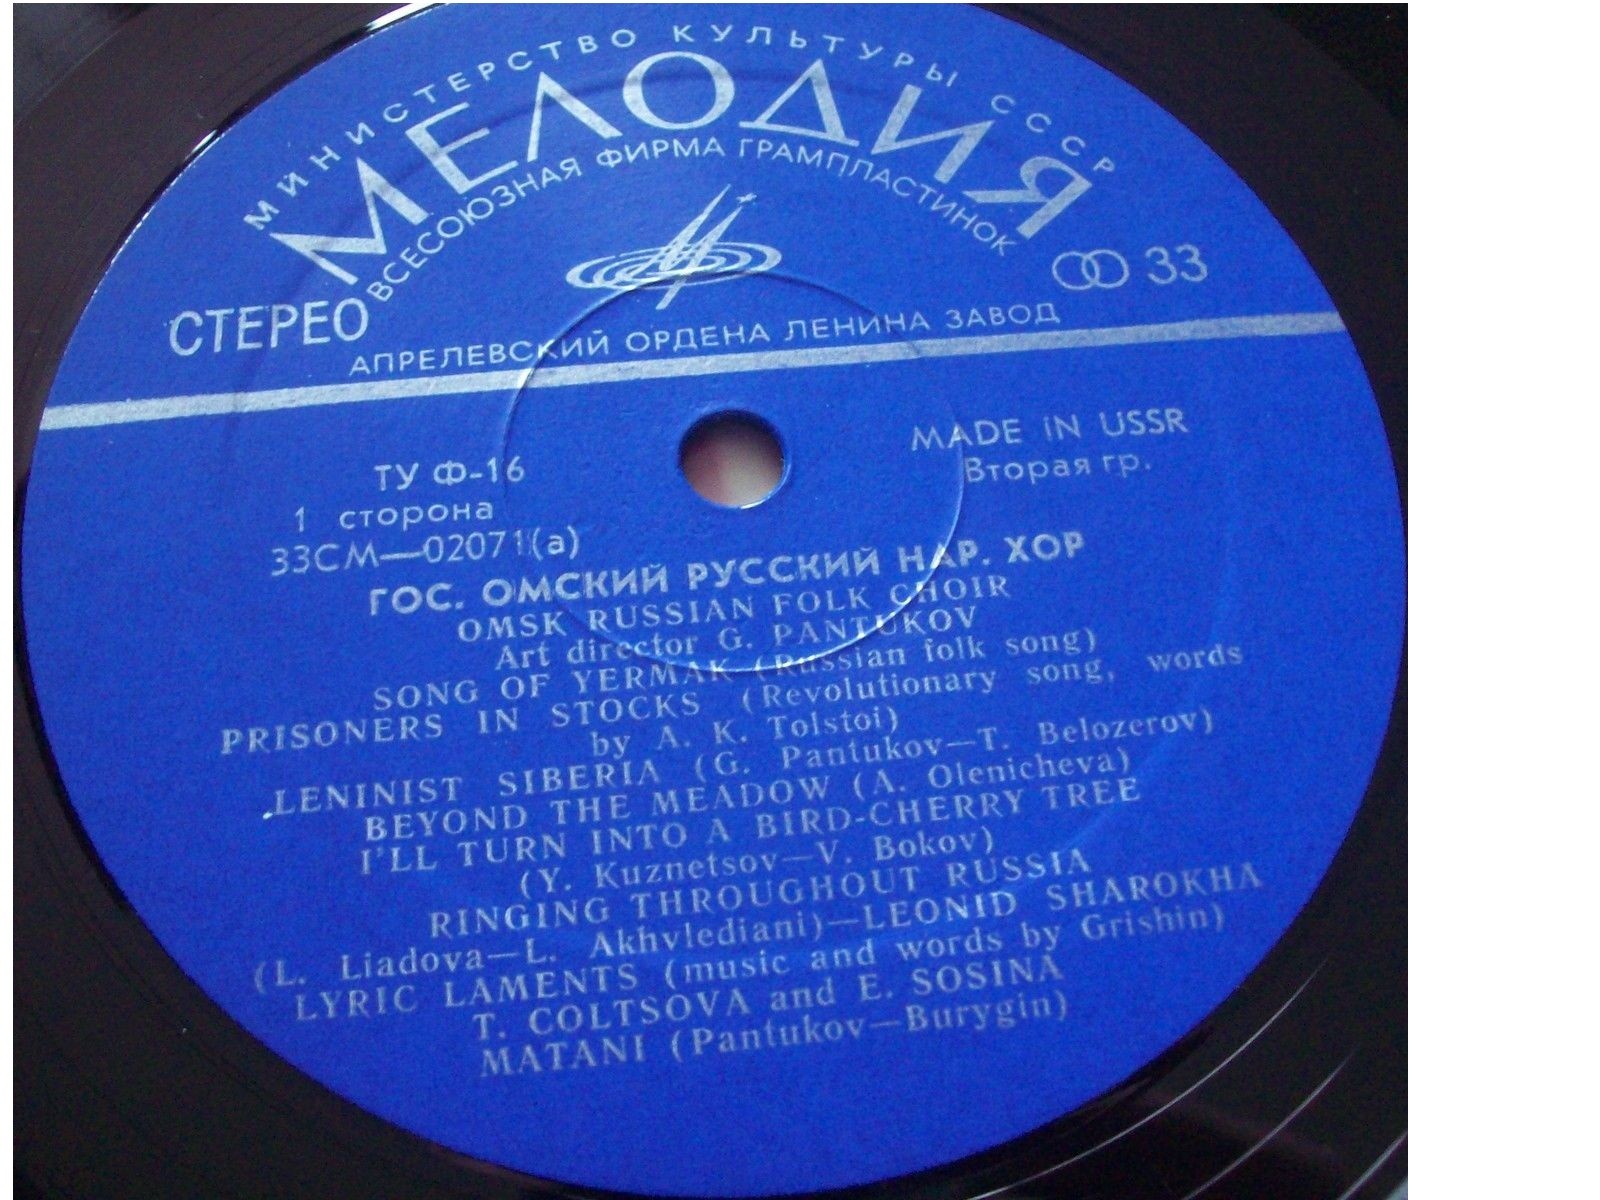 МИНИСТЕРСТВО КУЛЬТУРЫ СССР
МЕЛОДИЯ
ВСЕСОЮЗНАЯ ФИРМА ГРАМПЛАСТИНОК
СТЕРЕО
33
АПРЕЛЕВСКИЙ ОРДЕНА ЛЕНИНА ЗАВОД
ТУ Ф-16
MADE IN USSR
1 сторона
Вторая гр.
33СМ—02071(а)
ГОС. ОМСКИЙ РУССКИЙ НАР. ХОР
OMSK RUSSIAN FOLK CHOIR
Art director G. PANTUKOV
SONG OF YERMAK (Russian folk song)
PRISONERS IN STOCKS (Revolutionary song, words
by A. K. Tolstoi)
LENINIST SIBERIA (G. Pantukov—T. Belozerov)
BEYOND THE MEADOW (A. Olenicheva)
I'LL TURN INTO A BIRD-CHERRY TREE
(Y. Kuznetsov—V. Bokov)
RINGING THROUGHOUT RUSSIA
(L. Liadova—L. Akhvlediani)—LEONID SHAROKHA
LYRIC LAMENTS (music and words by Grishin)
T. COLTSOVA and E. SOSINA
MATANI (Pantukov—Burygin)